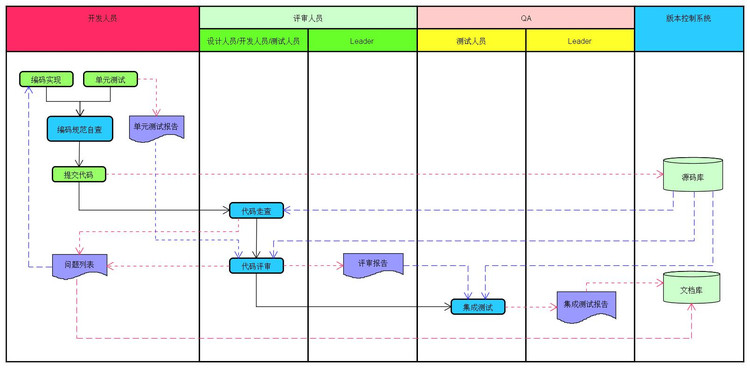 开发人员
评审人员
QA
版本控制系统
设计人员/开发人员/测试人员
Leader
测试人员
Leader
编码实现
单元测试
编码规范自查
单元测试报告
提交代码
源码库
代码走查
问题列表
代码评审
评审报告
集成测试
集成测试报告
文档库